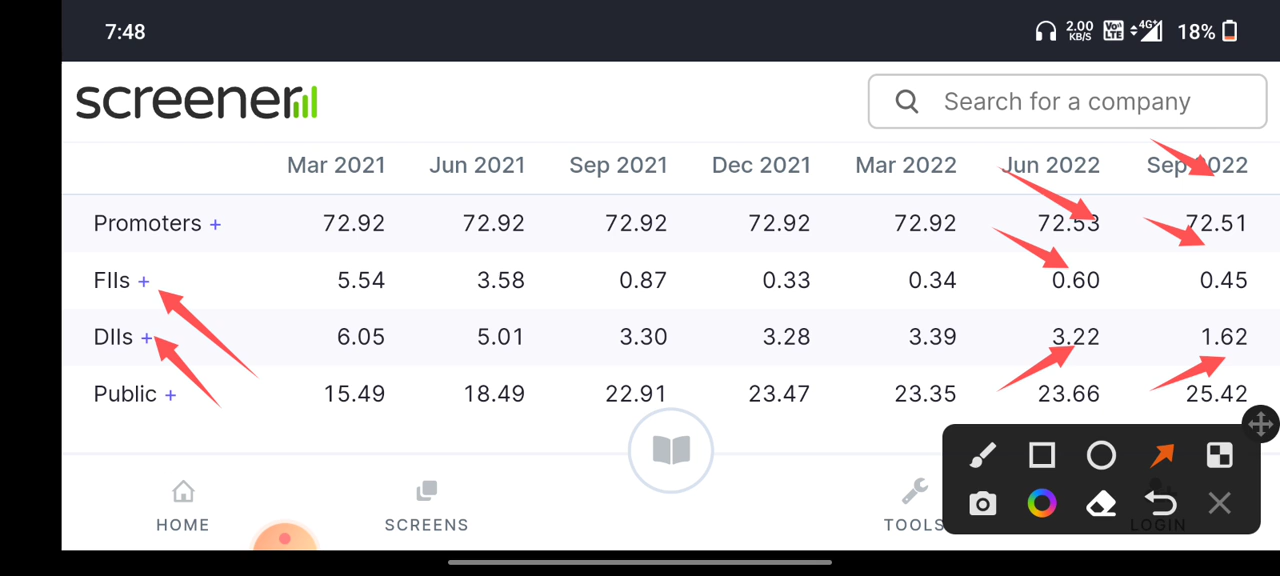 7:48 2.00 KB/S Vo LTE 4G+ 18%
screener Search for a company
Mar 2021 Jun 2021 Sep 2021 Dec 2021 Mar 2022 Jun 2022 Sep 2022
Promoters + 72.92 72.92 72.92 72.92 72.92 72.53 72.51
FIIs + 5.54 3.58 0.87 0.33 0.34 0.60 0.45
DIIs + 6.05 5.01 3.30 3.28 3.39 3.22 1.62
Public + 15.49 18.49 22.91 23.47 23.35 23.66 25.42
HOME SCREENS TOOLS LOGIN